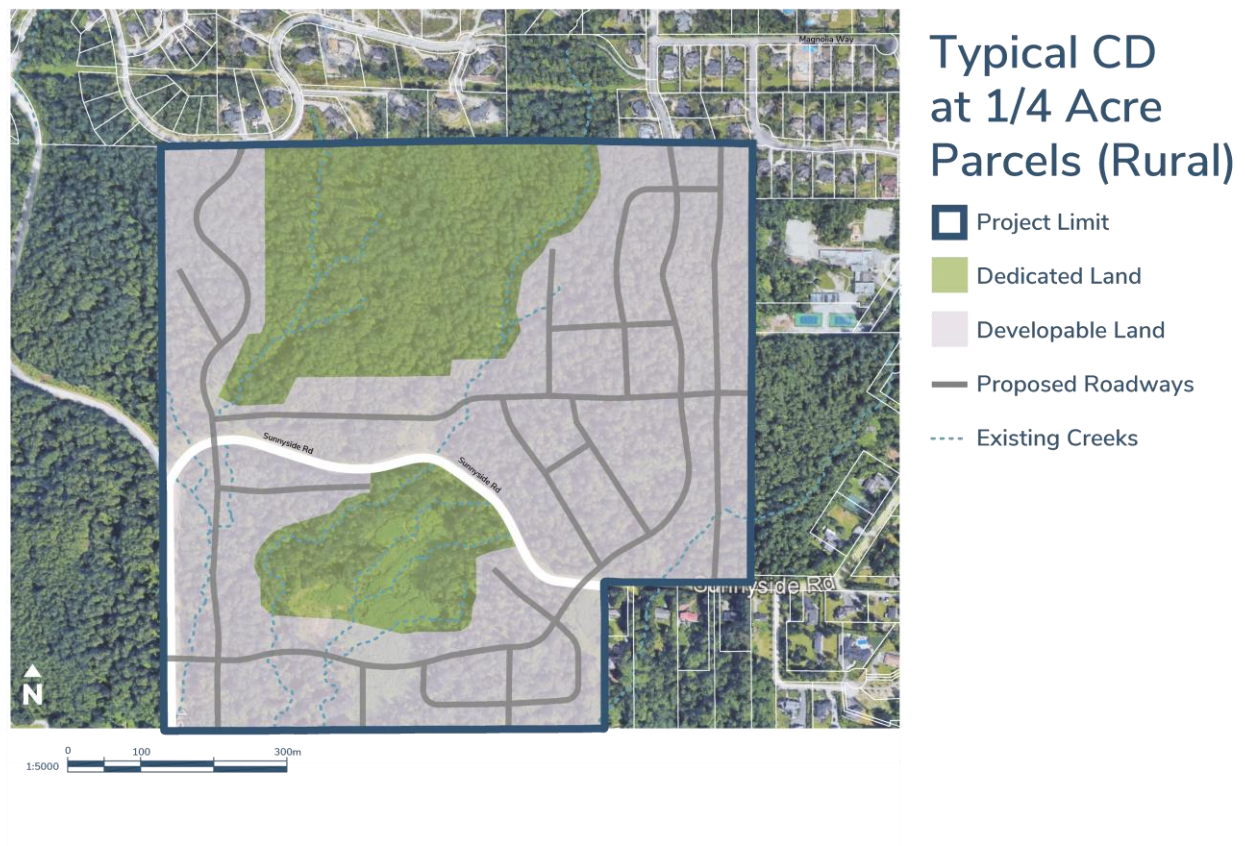 Magnolia Way
Typical CD
at 1/4 Acre
Parcels (Rural)
Project Limit
Dedicated Land
Developable Land
Proposed Roadways
Existing Creeks
Sunnyside Rd
Sunnyside Rd
Sunnyside Rd
N
0 100 300m
1:5000